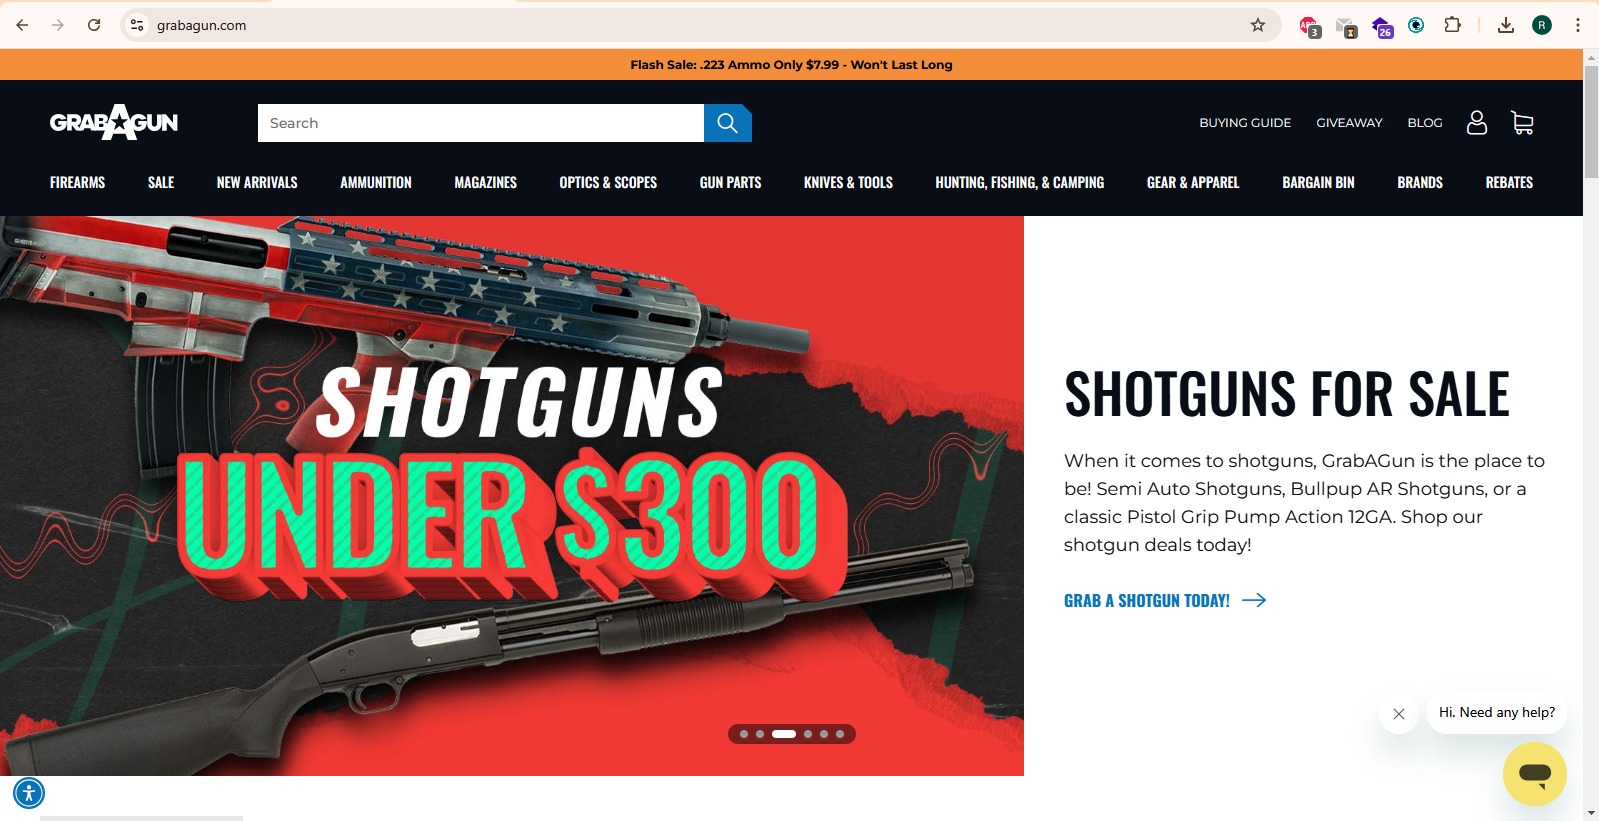 grabagun.com
3
26
R
Flash Sale: .223 Ammo Only $7.99 - Won't Last Long
GRABAGUN
Search
BUYING GUIDE
GIVEAWAY
BLOG
FIREARMS
SALE
NEW ARRIVALS
AMMUNITION
MAGAZINES
OPTICS & SCOPES
GUN PARTS
KNIVES & TOOLS
HUNTING, FISHING, & CAMPING
GEAR & APPAREL
BARGAIN BIN
BRANDS
REBATES
SHOTGUNS
UNDER $300
SHOTGUNS FOR SALE
When it comes to shotguns, GrabAGun is the place to
be! Semi Auto Shotguns, Bullpup AR Shotguns, or a
classic Pistol Grip Pump Action 12GA. Shop our
shotgun deals today!
GRAB A SHOTGUN TODAY!
Hi. Need any help?